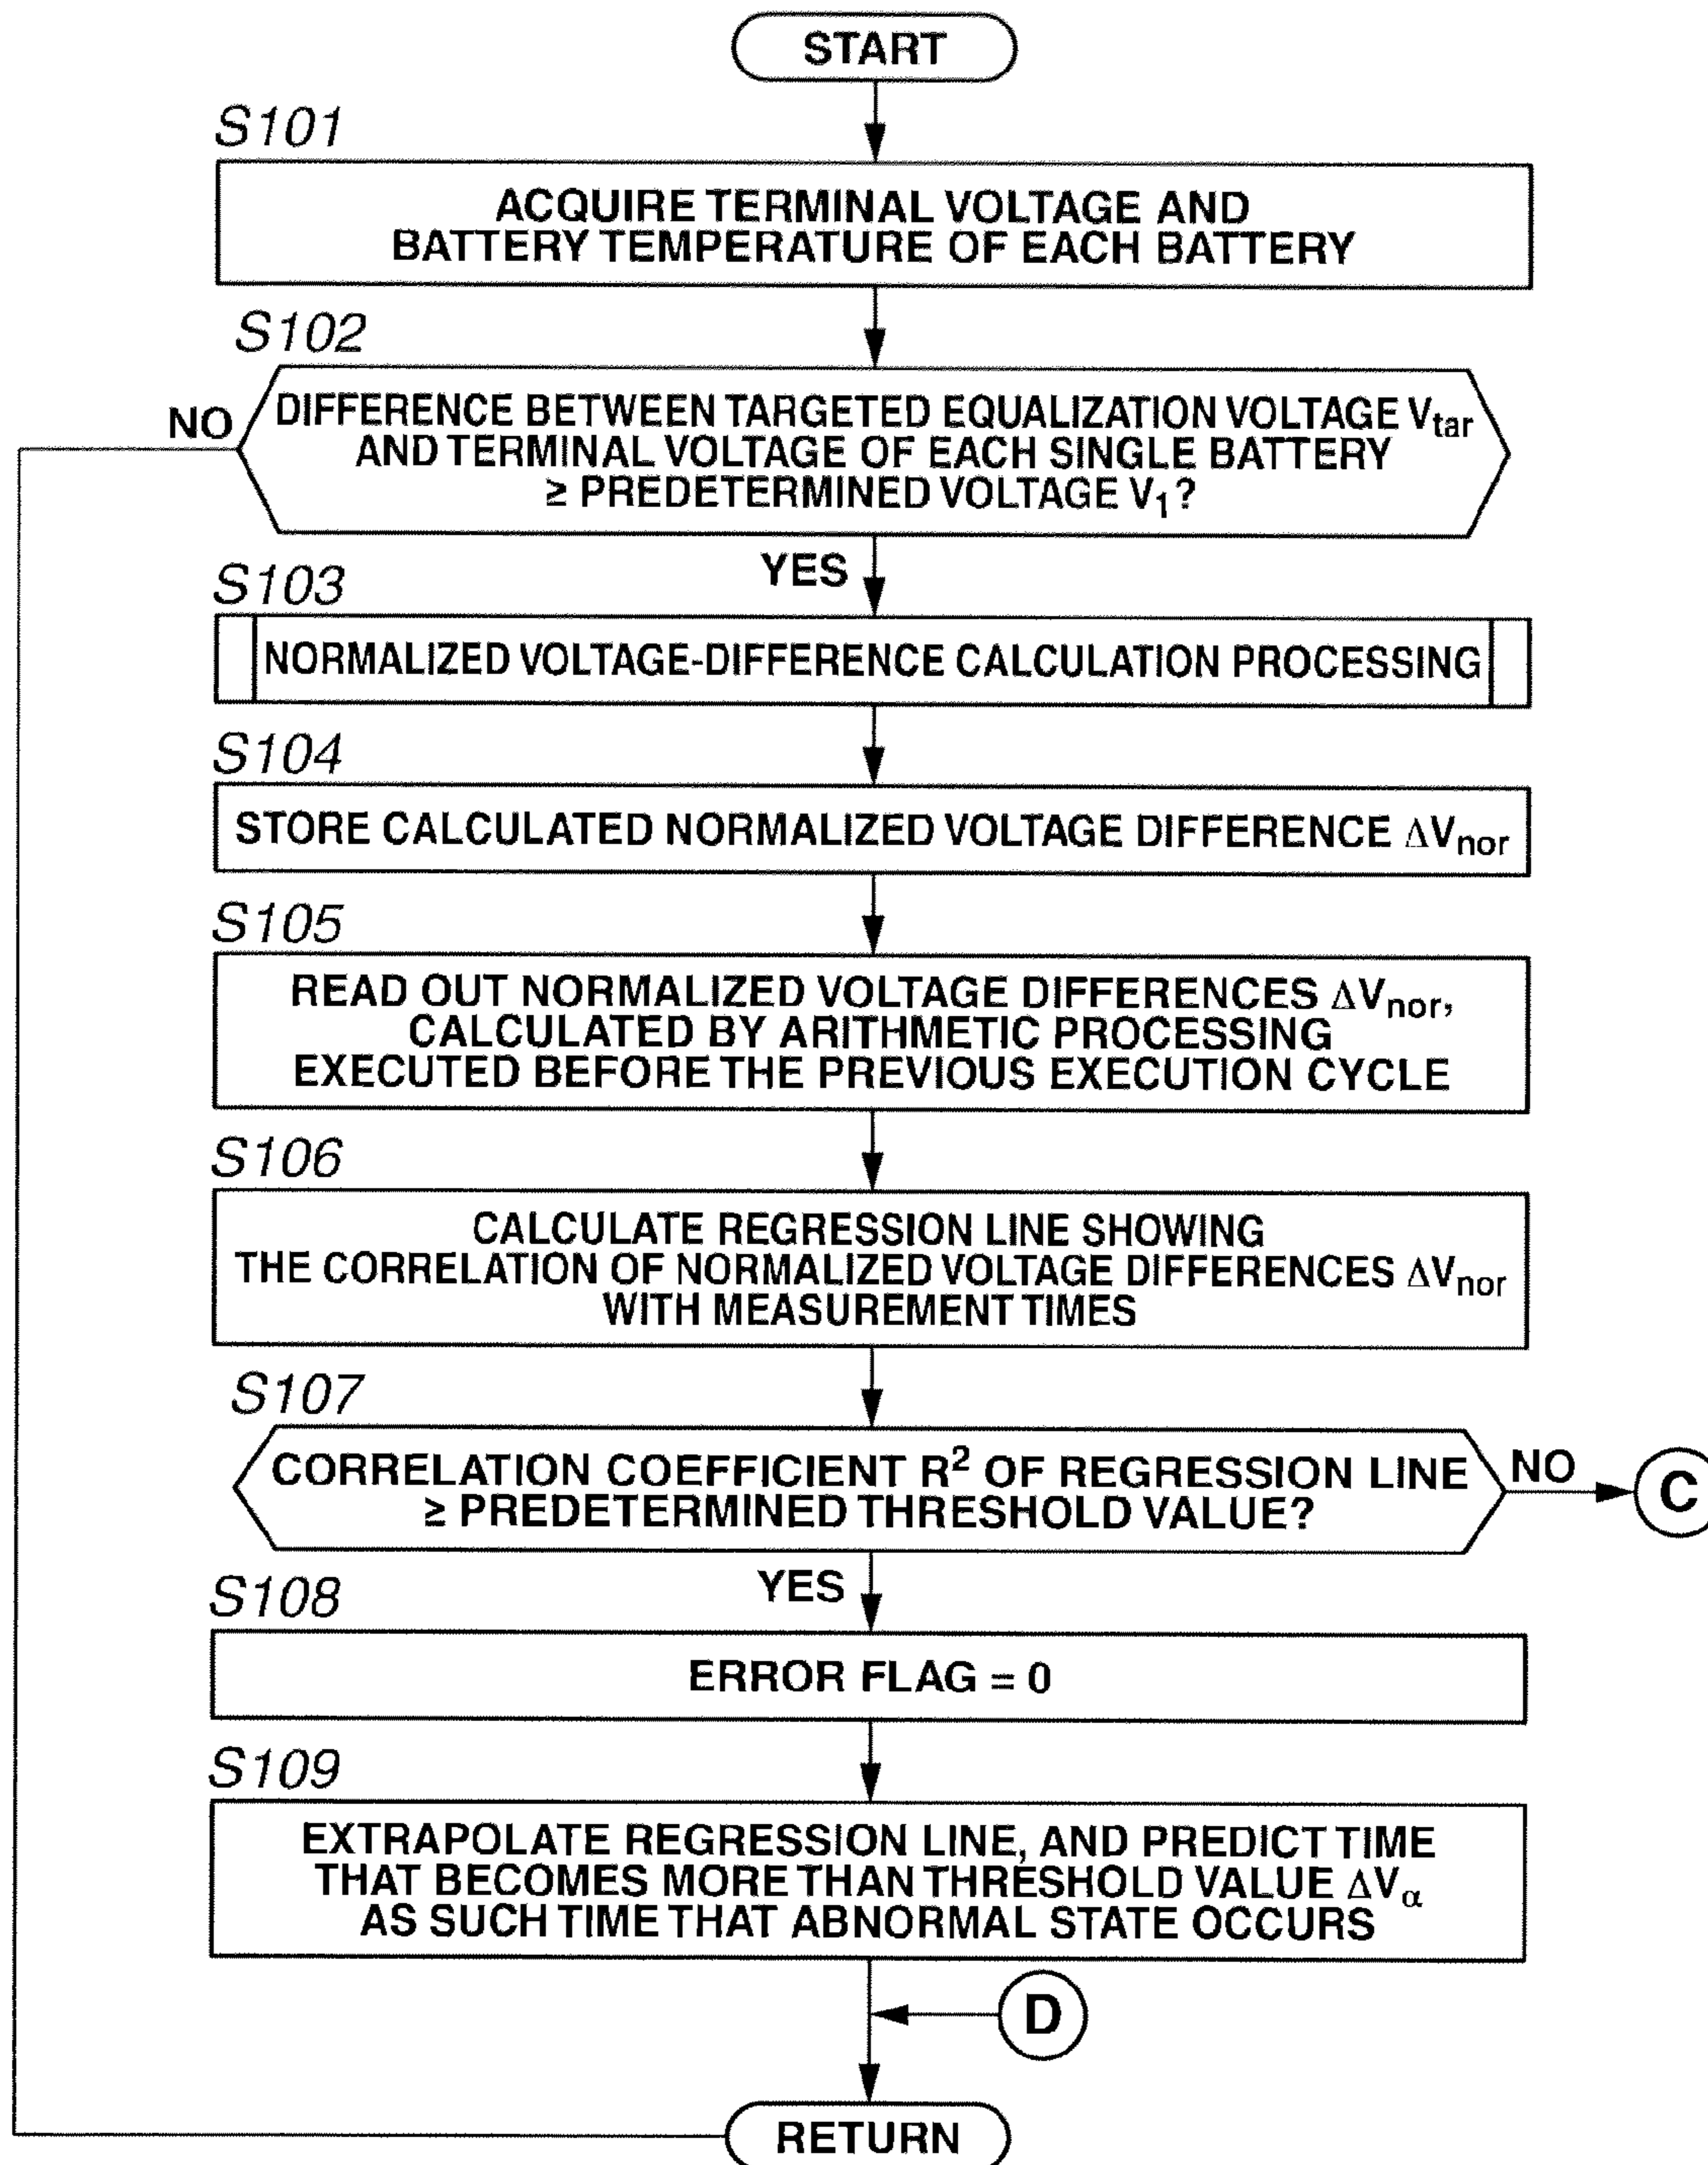 START
S101
ACQUIRE TERMINAL VOLTAGE AND
BATTERY TEMPERATURE OF EACH BATTERY
S102
NO
DIFFERENCE BETWEEN TARGETED EQUALIZATION VOLTAGE Vtar
AND TERMINAL VOLTAGE OF EACH SINGLE BATTERY
≥ PREDETERMINED VOLTAGE V1?
YES
S103
NORMALIZED VOLTAGE-DIFFERENCE CALCULATION PROCESSING
S104
STORE CALCULATED NORMALIZED VOLTAGE DIFFERENCE ΔVnor
S105
READ OUT NORMALIZED VOLTAGE DIFFERENCES ΔVnor,
CALCULATED BY ARITHMETIC PROCESSING
EXECUTED BEFORE THE PREVIOUS EXECUTION CYCLE
S106
CALCULATE REGRESSION LINE SHOWING
THE CORRELATION OF NORMALIZED VOLTAGE DIFFERENCES ΔVnor
WITH MEASUREMENT TIMES
S107
CORRELATION COEFFICIENT R² OF REGRESSION LINE
≥ PREDETERMINED THRESHOLD VALUE?
NO
C
YES
S108
ERROR FLAG = 0
S109
EXTRAPOLATE REGRESSION LINE, AND PREDICT TIME
THAT BECOMES MORE THAN THRESHOLD VALUE ΔVα
AS SUCH TIME THAT ABNORMAL STATE OCCURS
D
RETURN